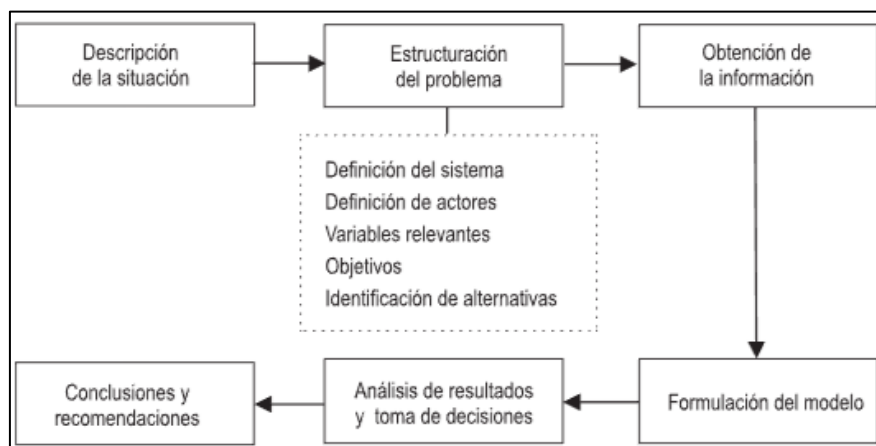 Descripción
de la situación
Estructuración
del problema
Obtención de
la información
Definición del sistema
Definición de actores
Variables relevantes
Objetivos
Identificación de alternativas
Conclusiones y
recomendaciones
Análisis de resultados
y toma de decisiones
Formulación del modelo